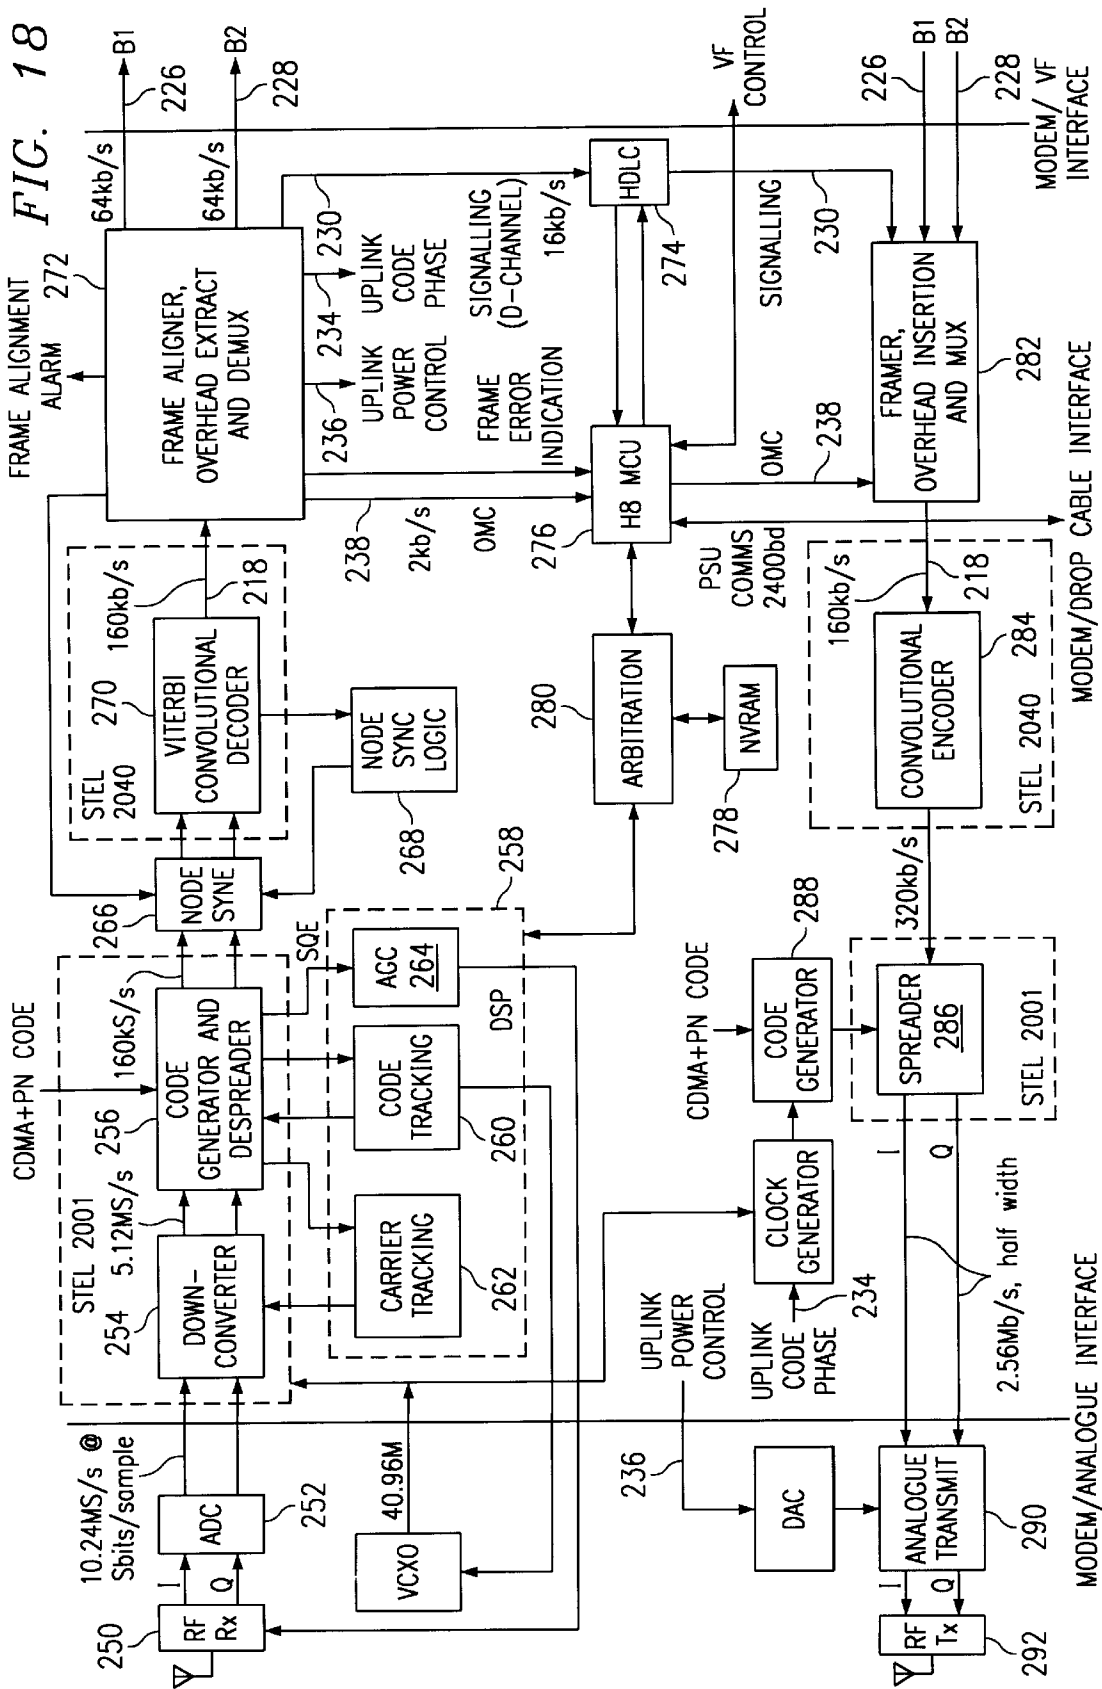 FIG. 18
10.24MS/s @
Sbits/sample
250
RF
Rx
I
Q
ADC
252
VCXO
40.96M
STEL 2001
254
DOWN-
CONVERTER
5.12MS/s
CDMA+PN CODE
256
CODE
GENERATOR AND
DESPREADER
160kS/s
SQE
CARRIER
TRACKING
262
CODE
TRACKING
260
AGC
264
DSP
258
266
NODE
SYNE
STEL
2040
270
VITERBI
CONVOLUTIONAL
DECODER
160kb/s
218
NODE
SYNC
LOGIC
268
FRAME ALIGNMENT
ALARM
272
FRAME ALIGNER,
OVERHEAD EXTRACT
AND DEMUX
64kb/s
B1
226
64kb/s
B2
228
230
234
UPLINK
CODE
PHASE
236
UPLINK
POWER
CONTROL
SIGNALLING
(D-CHANNEL)
16kb/s
FRAME
ERROR
INDICATION
238
2kb/s
OMC
HDLC
274
276
H8 MCU
VF
CONTROL
SIGNALLING
230
OMC
238
PSU
COMMS
2400bd
ARBITRATION
280
NVRAM
278
B1
226
B2
228
MODEM/ VF
INTERFACE
FRAMER,
OVERHEAD INSERTION
AND MUX
282
MODEM/DROP CABLE INTERFACE
160kb/s
218
CONVOLUTIONAL
ENCODER
284
STEL 2040
320kb/s
CDMA+PN CODE
CODE
GENERATOR
288
SPREADER
286
STEL 2001
CLOCK
GENERATOR
234
UPLINK
CODE
PHASE
UPLINK
POWER
CONTROL
236
I
Q
2.56Mb/s, half width
DAC
ANALOGUE
TRANSMIT
290
I
Q
RF
Tx
292
MODEM/ANALOGUE INTERFACE